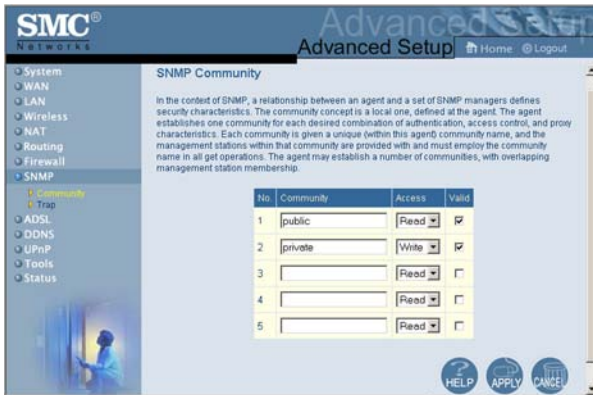 SMC®
Networks
Advanced Setup
Advanced Setup
Home
Logout
System
WAN
LAN
Wireless
NAT
Routing
Firewall
SNMP
Community
Trap
ADSL
DDNS
UPnP
Tools
Status
SNMP Community
In the context of SNMP, a relationship between an agent and a set of SNMP managers defines
security characteristics. The community concept is a local one, defined at the agent. The agent
establishes one community for each desired combination of authentication, access control, and proxy
characteristics. Each community is given a unique (within this agent) community name, and the
management stations within that community are provided with and must employ the community
name in all get operations. The agent may establish a number of communities, with overlapping
management station membership.
No. Community Access Valid
1 public Read
2 private Write
3 Read
4 Read
5 Read
HELP APPLY CANCEL